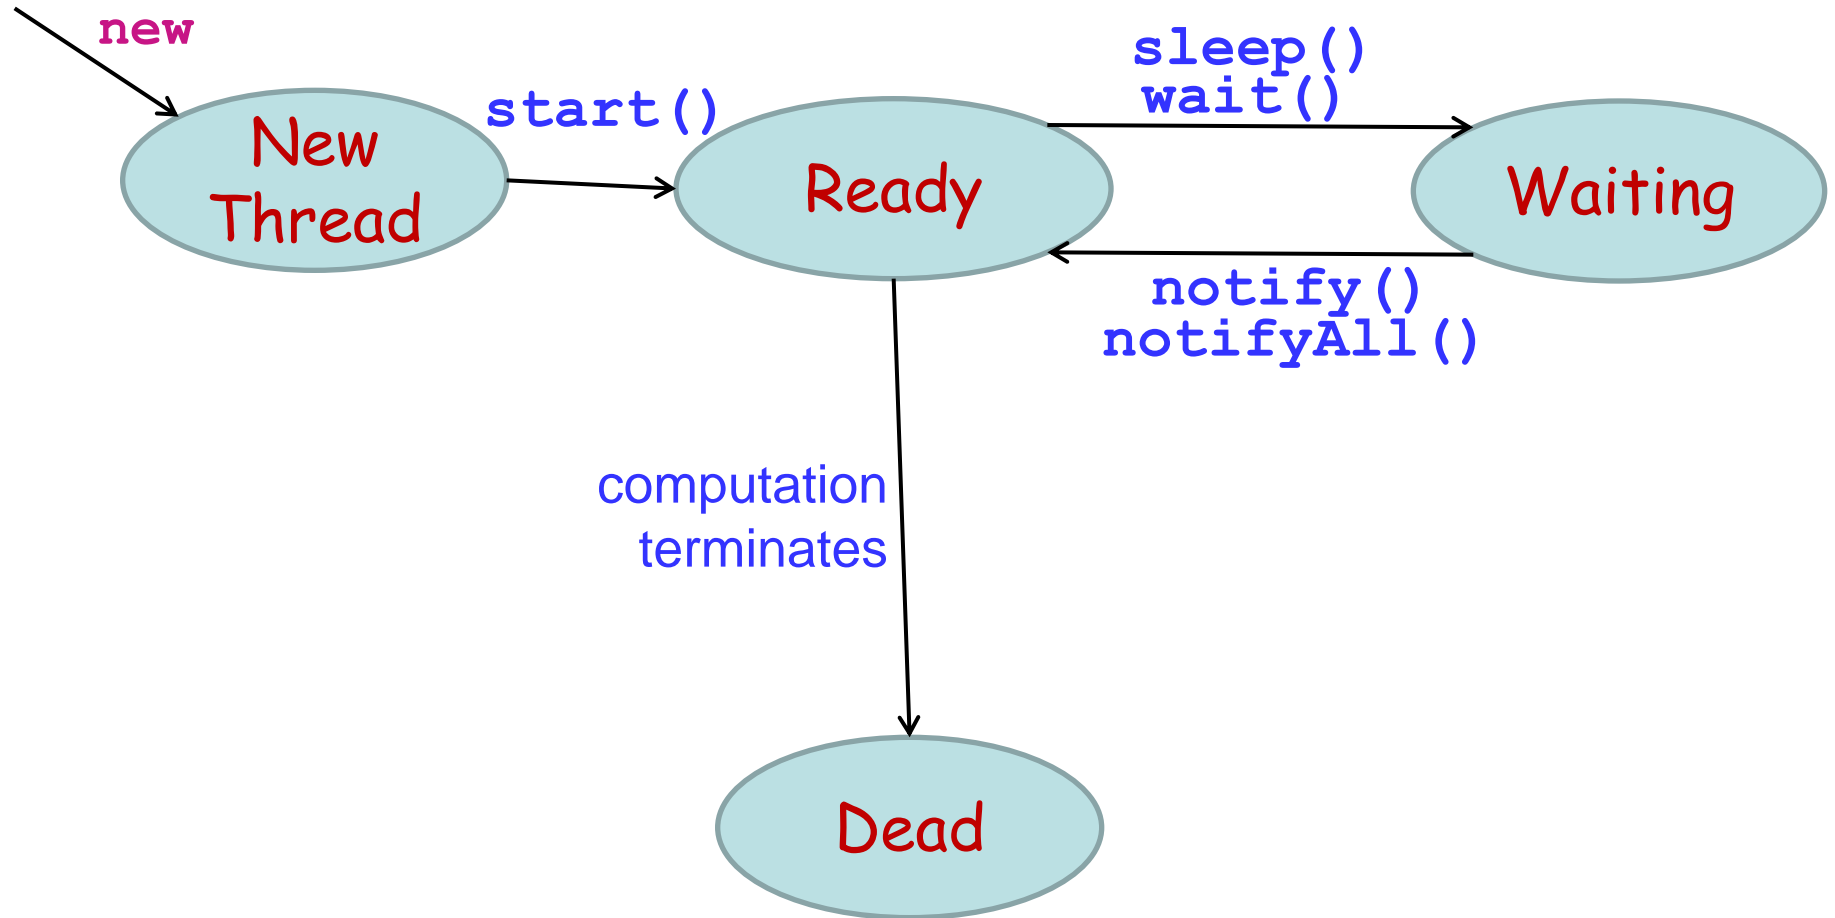 new
New
Thread
start()
Ready
sleep()
wait()
Waiting
notify()
notifyAll()
computation
terminates
Dead